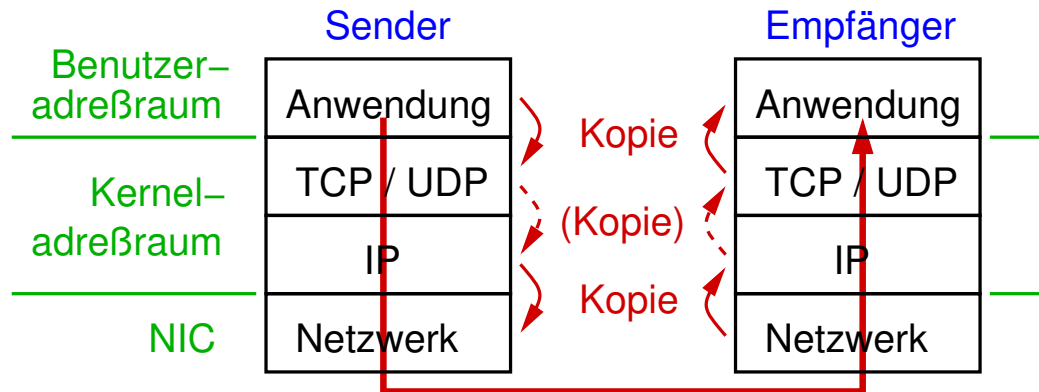 Sender
Empfänger
Benutzer–
adreßraum
Anwendung
Kopie
Anwendung
TCP / UDP
TCP / UDP
Kernel–
adreßraum
(Kopie)
IP
IP
Kopie
NIC
Netzwerk
Netzwerk